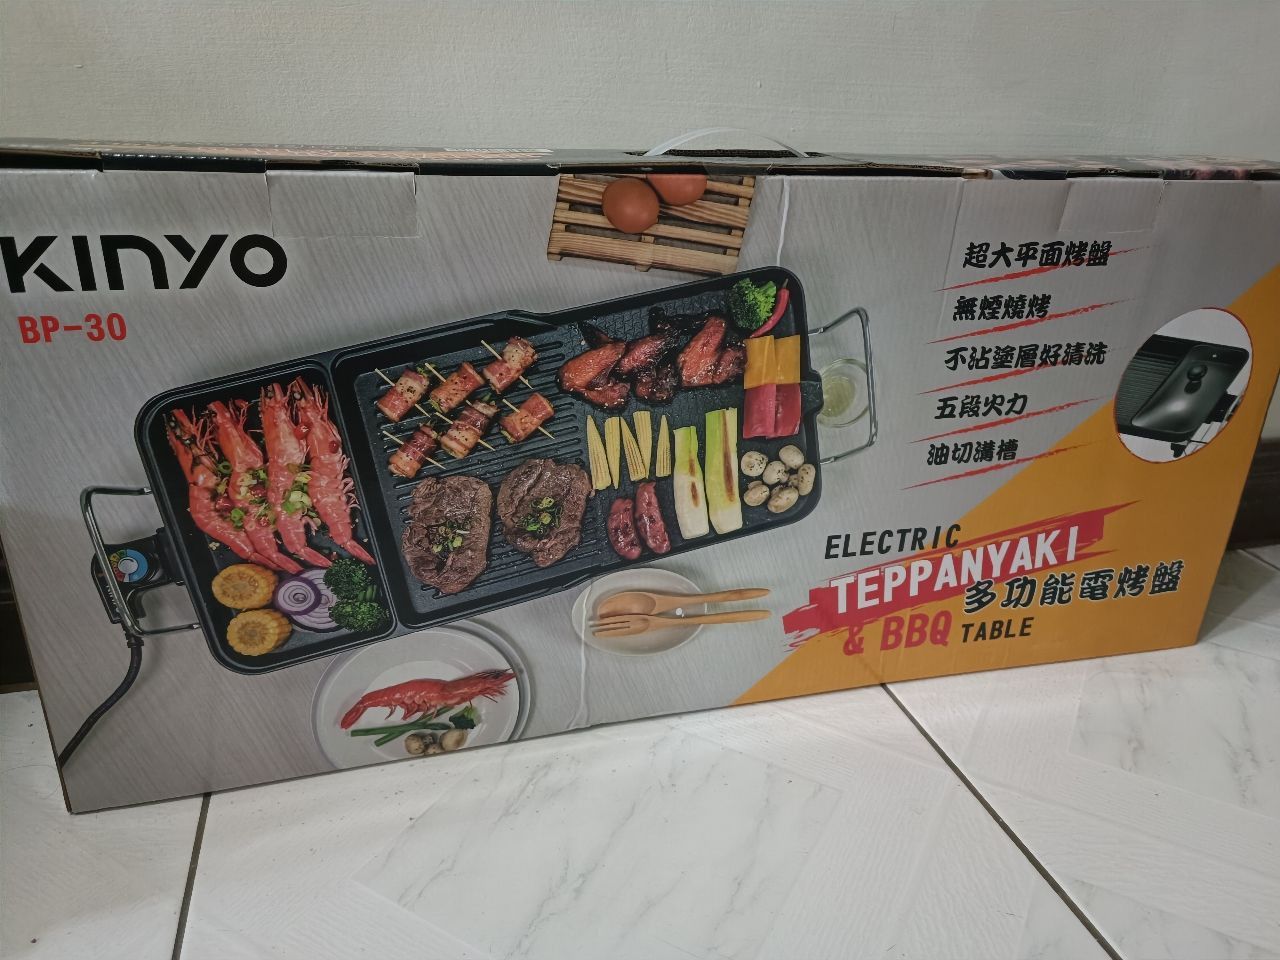 KINYO
BP-30
超大平面烤盤
無煙燒烤
不沾塗層好清洗
五段火力
油切溝槽
ELECTRIC
TEPPANYAKI
& BBQ TABLE
多功能電烤盤